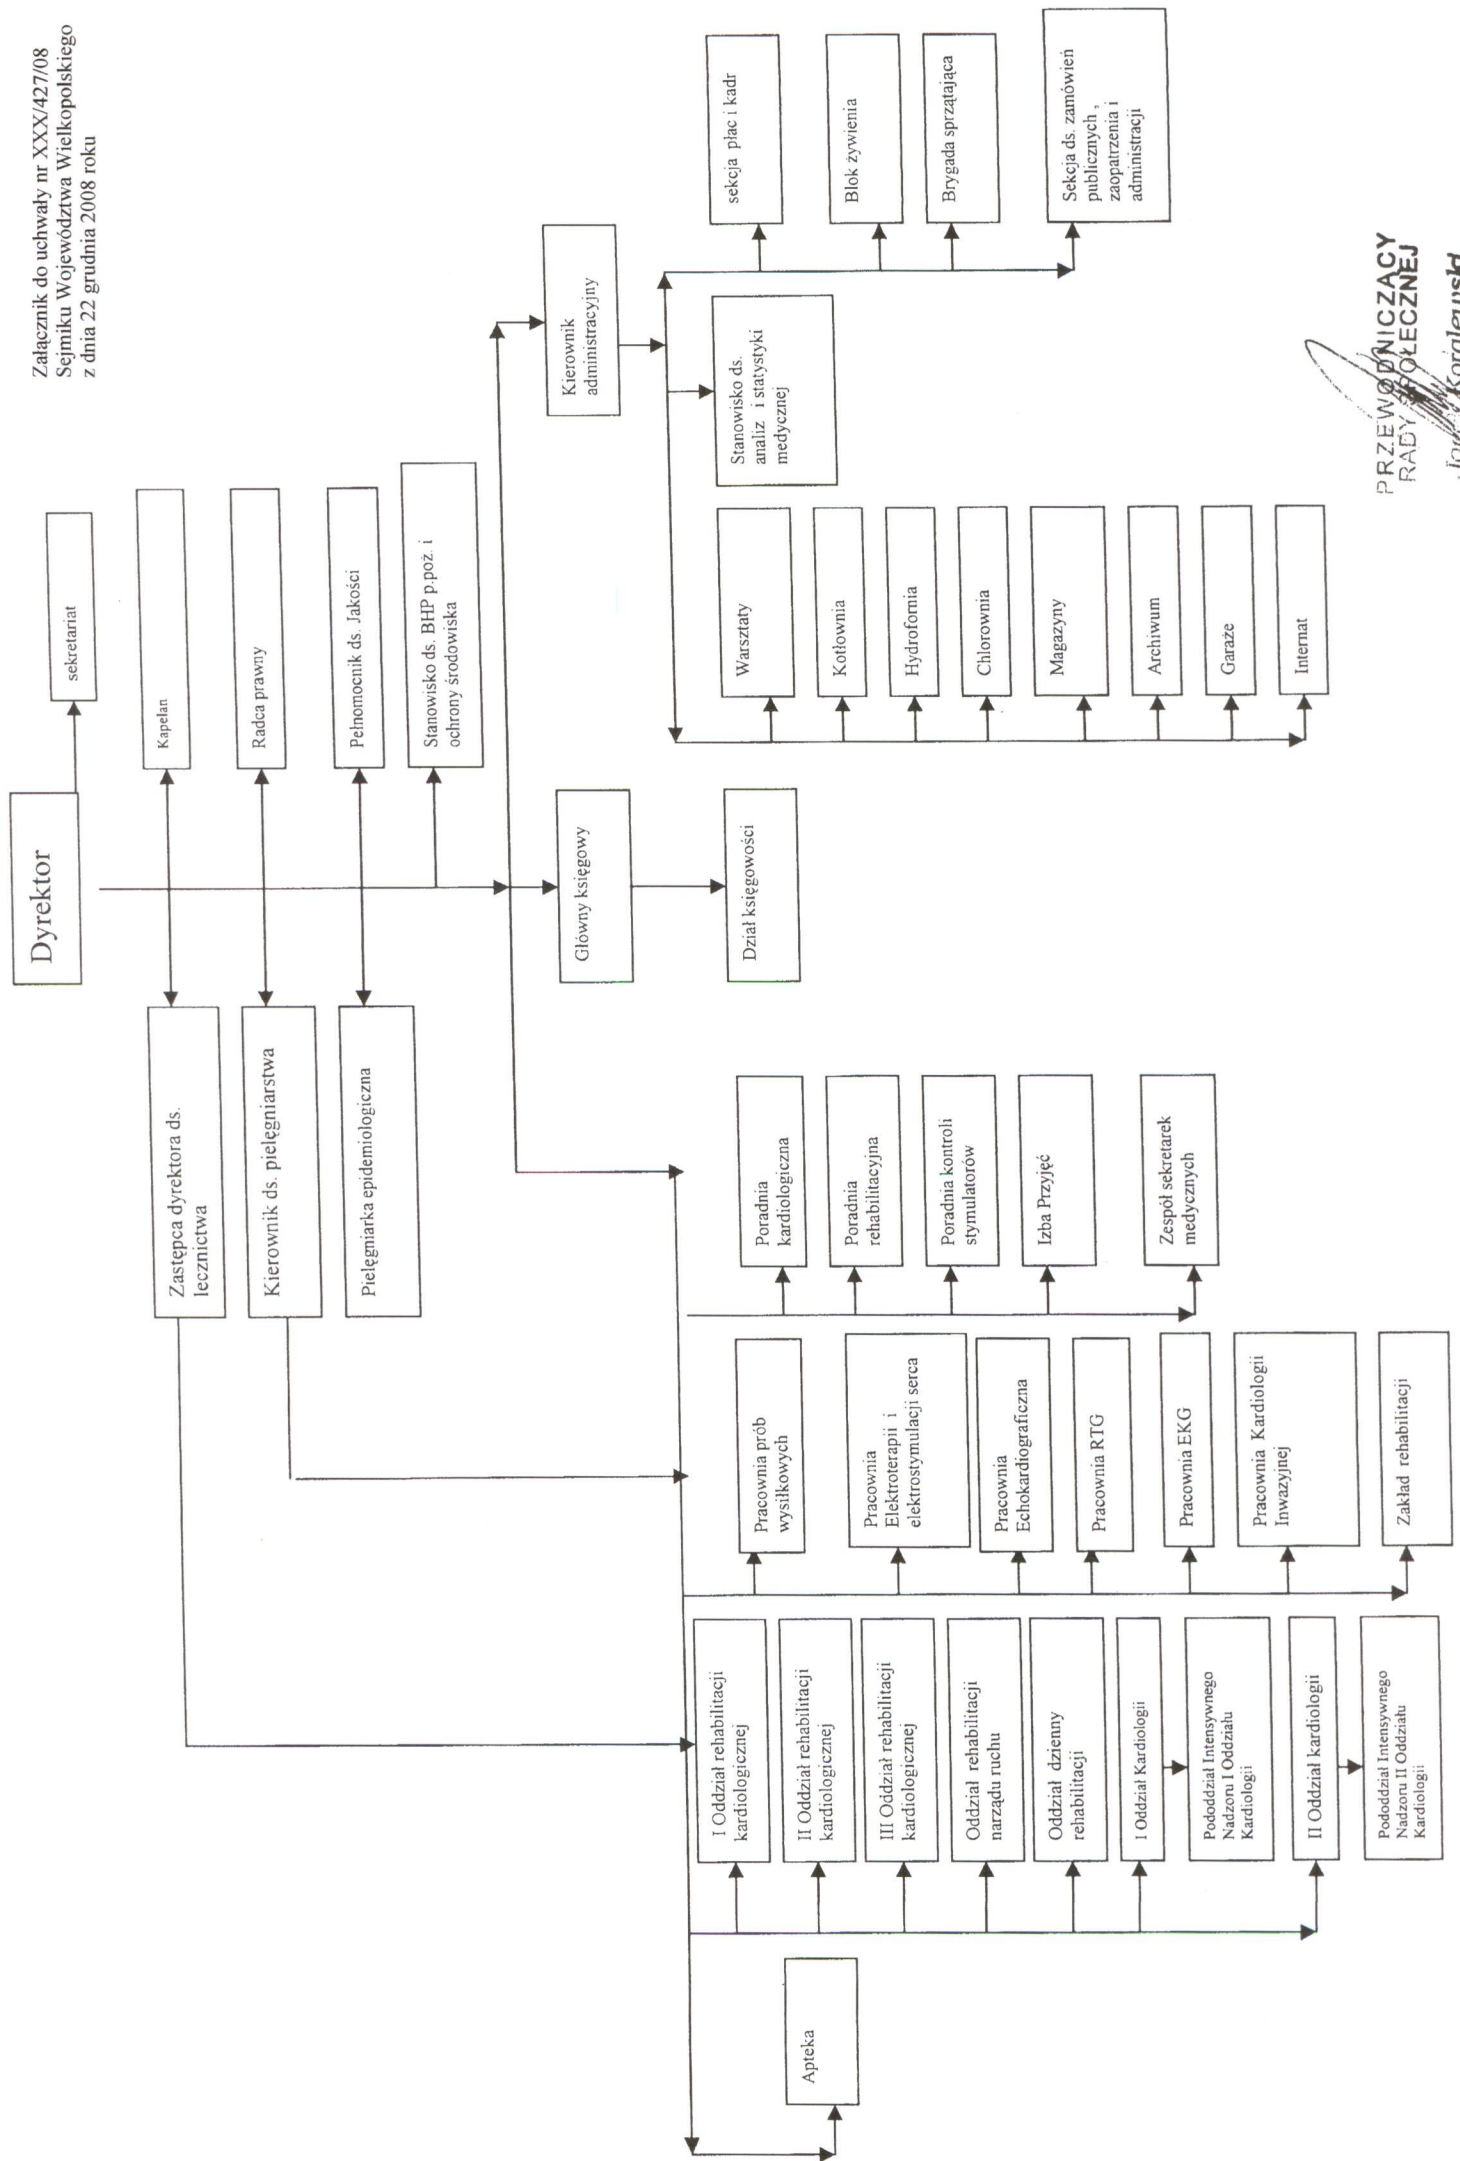 Załącznik do uchwały nr XXX/427/08
Sejmiku Województwa Wielkopolskiego
z dnia 22 grudnia 2008 roku
Dyrektor
sekretariat
Zastępca dyrektora ds.
lecznictwa
Kapelan
Kierownik ds. pielęgniarstwa
Radca prawny
Pielęgniarka epidemiologiczna
Pełnomocnik ds. Jakości
Stanowisko ds. BHP p.poż. i
ochrony środowiska
Główny księgowy
Kierownik
administracyjny
Dział księgowości
Apteka
I Oddział rehabilitacji
kardiologicznej
II Oddział rehabilitacji
kardiologicznej
III Oddział rehabilitacji
kardiologicznej
Oddział rehabilitacji
narządu ruchu
Oddział dzienny
rehabilitacji
I Oddział Kardiologii
Pododdział Intensywnego
Nadzoru I Oddziału
Kardiologii
II Oddział kardiologii
Pododdział Intensywnego
Nadzoru II Oddziału
Kardiologii
Pracownia prób
wysiłkowych
Pracownia
Elektroterapii i
elektrostymulacji serca
Pracownia
Echokardiograficzna
Pracownia RTG
Pracownia EKG
Pracownia Kardiologii
Inwazyjnej
Zakład rehabilitacji
Poradnia
kardiologiczna
Poradnia
rehabilitacyjna
Poradnia kontroli
stymulatorów
Izba Przyjęć
Zespół sekretarek
medycznych
Warsztaty
Kotłownia
Hydrofornia
Chlorownia
Magazyny
Archiwum
Garaże
Internat
Stanowisko ds.
analiz i statystyki
medycznej
sekcja płac i kadr
Blok żywienia
Brygada sprzątająca
Sekcja ds. zamówień
publicznych ,
zaopatrzenia i
administracji
PRZEWODNICZĄCY
RADY SPOŁECZNEJ